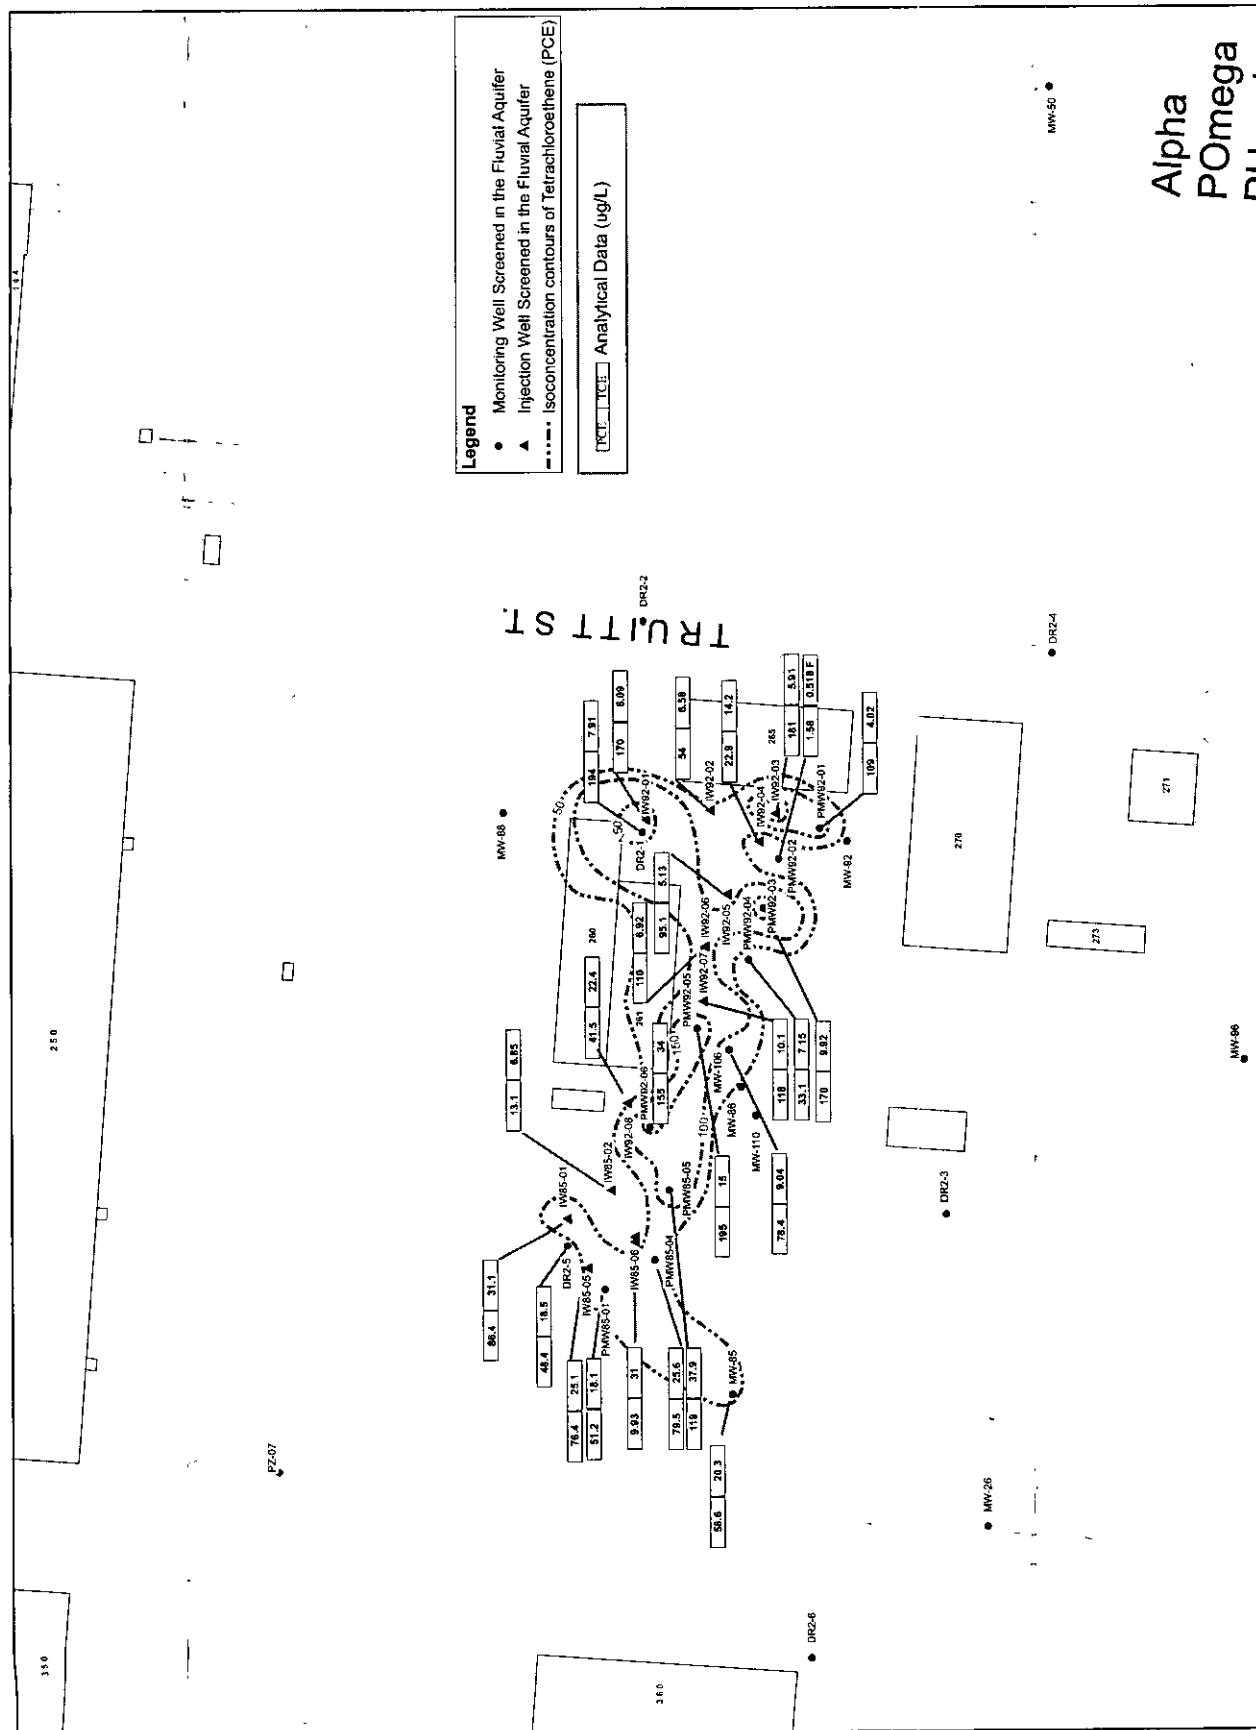 Legend
Monitoring Well Screened in the Fluvial Aquifer
Injection Well Screened in the Fluvial Aquifer
Isoconcentration contours of Tetrachloroethene (PCE)
PCE TCE Analytical Data (ug/L)
Alpha
POmega
TRUITT ST.
350
360
250
144
260
261
265
270
271
273
PZ-07
MW-88
MW-50
DR2-2
DR2-4
DR2-3
DR2-6
MW-26
MW-96
MW-85
MW-92
MW-110
MW-86
MW-106
DR2-1
DR2-5
IW85-01
IW85-02
IW85-05
IW85-06
PMW85-01
PMW85-04
PMW85-05
IW92-01
IW92-02
IW92-03
IW92-04
IW92-05
IW92-06
IW92-07
IW92-08
PMW92-01
PMW92-02
PMW92-03
PMW92-04
PMW92-05
PMW92-06
50
50
100
150
86.4 31.1
48.4 18.5
76.4 25.1
51.2 18.1
9.93 31
79.5 25.6
119 37.9
58.6 20.3
13.1 6.85
41.5 22.4
155 34
110 6.92
95.1 5.13
194 7.91
170 6.09
54 6.58
22.9 14.2
181 5.91
1.58 0.518 F
109 4.02
118 10.1
33.1 7.15
170 9.92
195 15
78.4 9.04